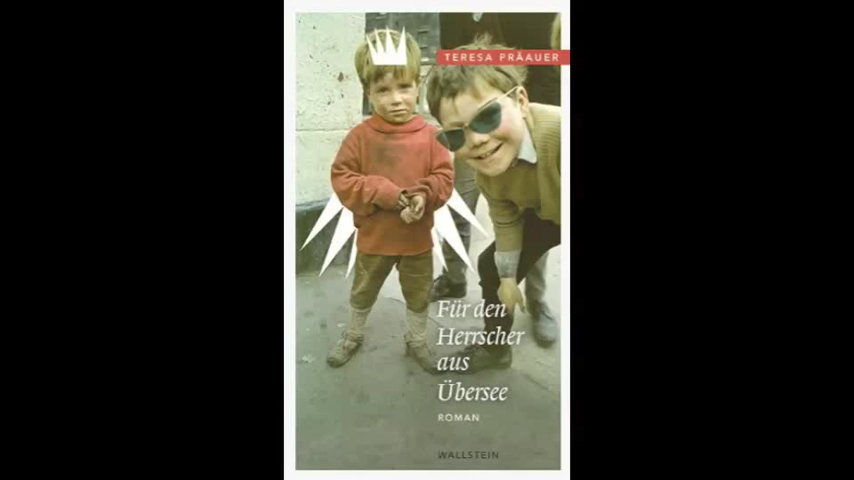 TERESA PRÄAUER
Für den
Herrscher
aus
Übersee
ROMAN
WALLSTEIN